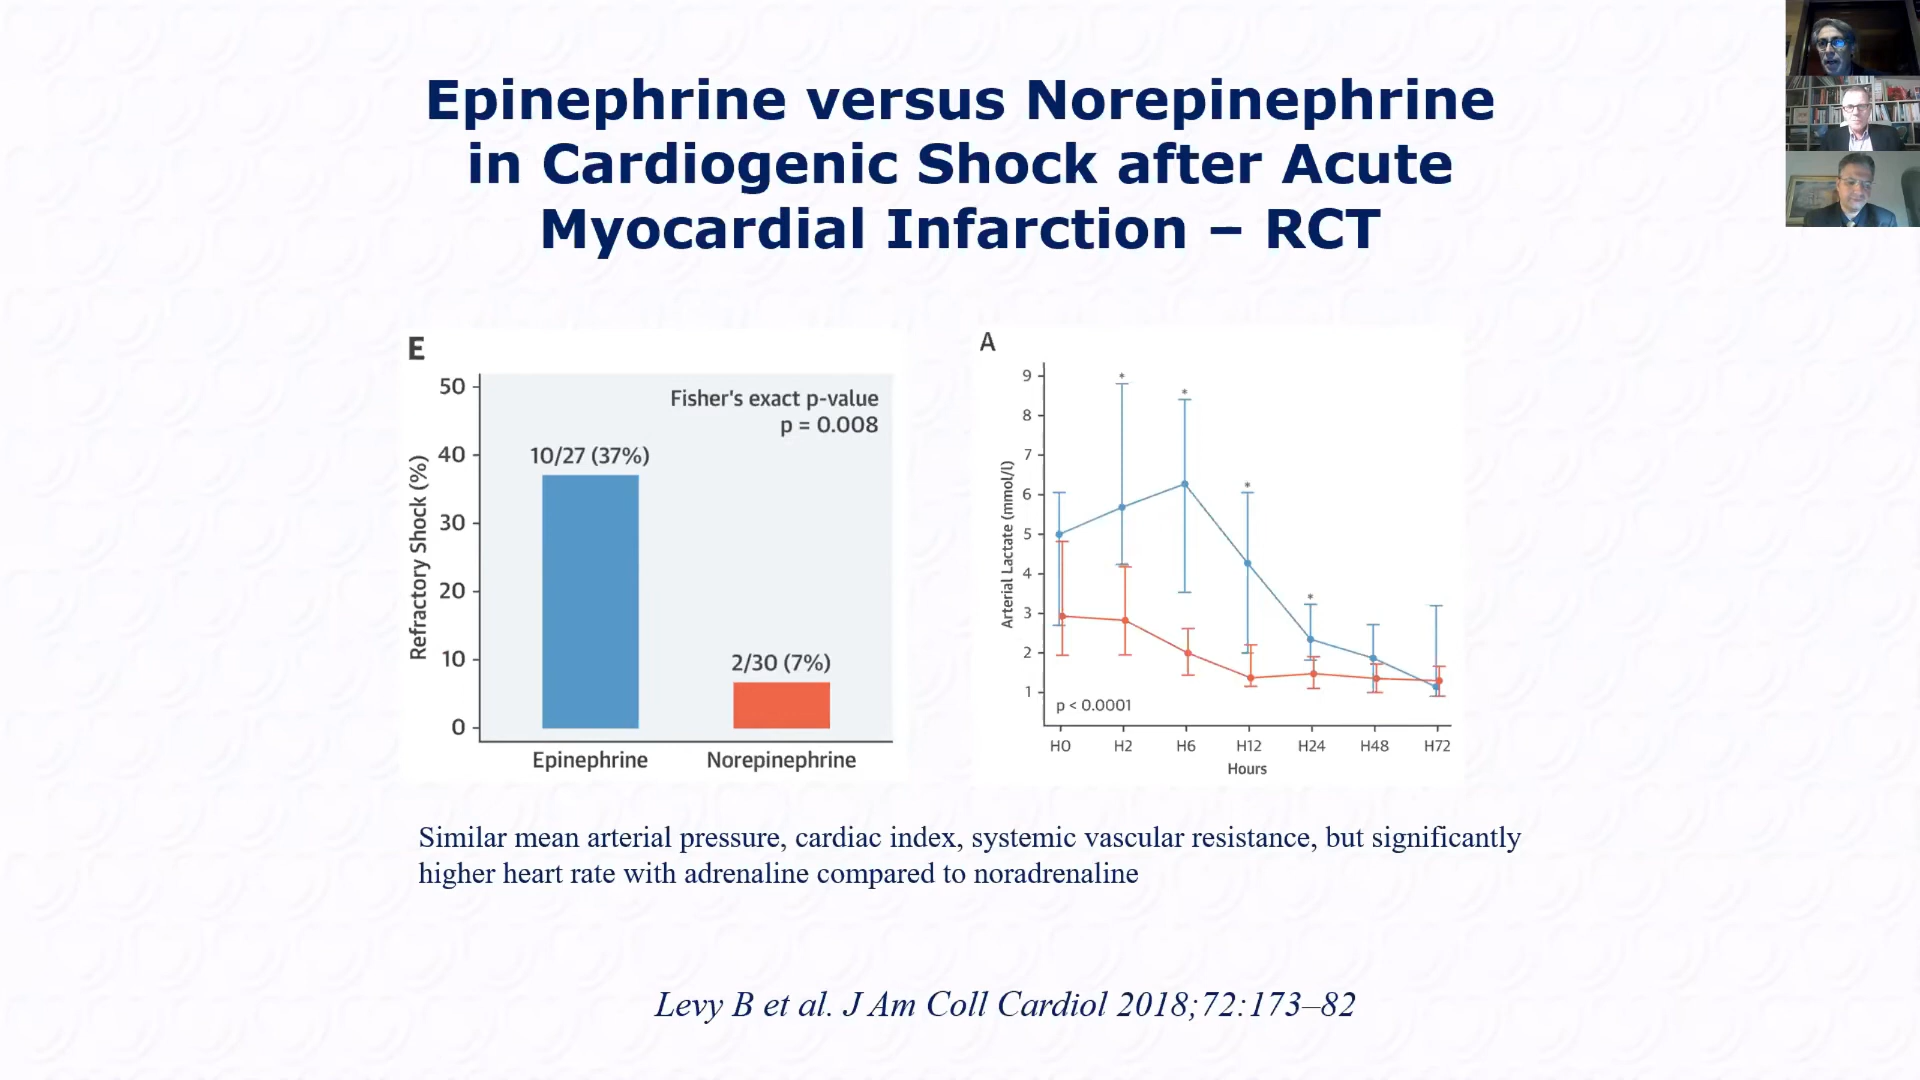 Epinephrine versus Norepinephrine
in Cardiogenic Shock after Acute
Myocardial Infarction – RCT
E
Refractory Shock (%)
50
40
30
20
10
0
Fisher's exact p-value
p = 0.008
10/27 (37%)
2/30 (7%)
Epinephrine
Norepinephrine
A
Arterial Lactate (mmol/l)
9
8
7
6
5
4
3
2
1
*
*
*
*
p < 0.0001
H0 H2 H6 H12 H24 H48 H72
Hours
Similar mean arterial pressure, cardiac index, systemic vascular resistance, but significantly
higher heart rate with adrenaline compared to noradrenaline
Levy B et al. J Am Coll Cardiol 2018;72:173–82